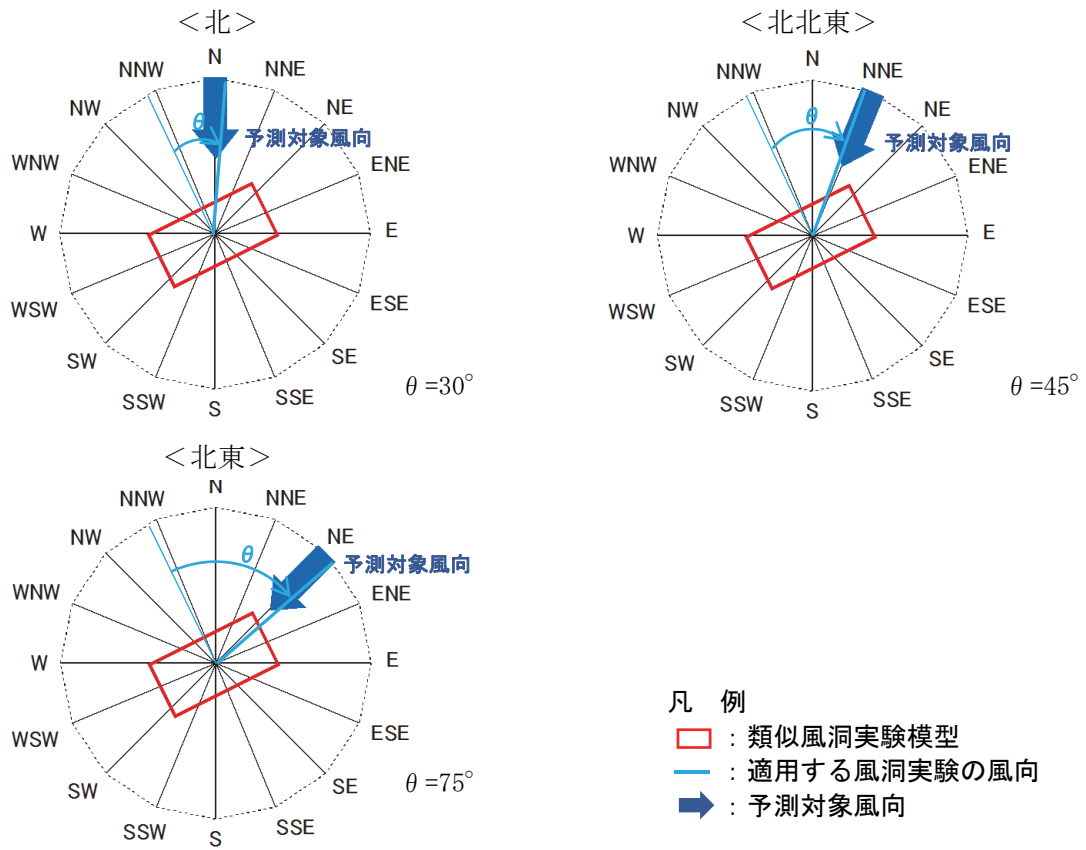 ＜北＞
N
NNW
NNE
NW
NE
θ
予測対象風向
WNW
ENE
W
E
WSW
ESE
SW
SE
SSW
SSE
S
θ=30°
＜北北東＞
N
NNW
NNE
NW
NE
θ
予測対象風向
WNW
ENE
W
E
WSW
ESE
SW
SE
SSW
SSE
S
θ=45°
＜北東＞
N
NNW
NNE
NW
NE
θ
予測対象風向
WNW
ENE
W
E
WSW
ESE
SW
SE
SSW
SSE
S
θ=75°
凡 例
：類似風洞実験模型
：適用する風洞実験の風向
：予測対象風向